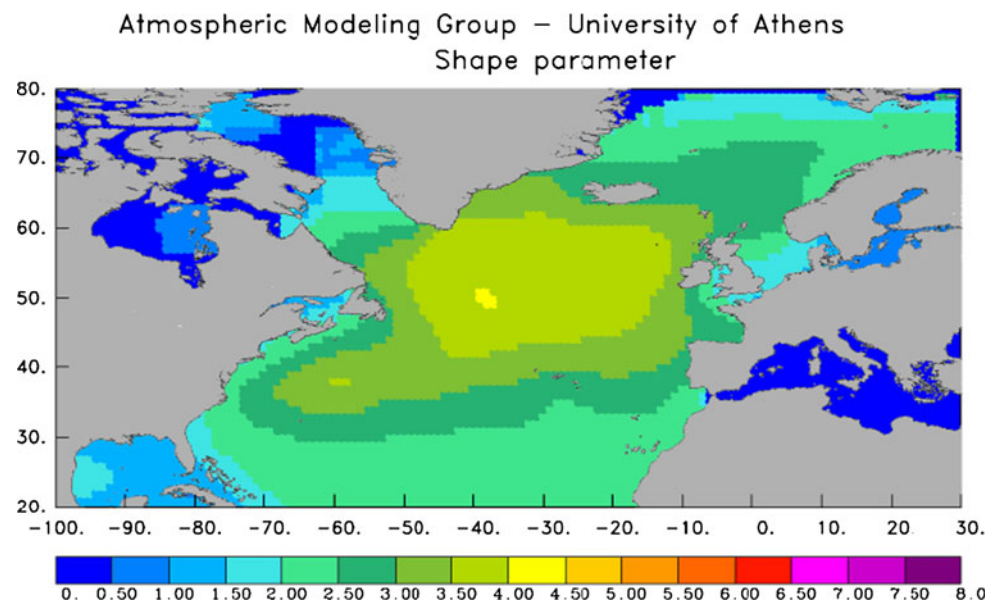 Atmospheric Modeling Group – University of Athens
Shape parameter
80.
70.
60.
50.
40.
30.
20.
-100. -90. -80. -70. -60. -50. -40. -30. -20. -10. 0. 10. 20. 30.
0. 0.50 1.00 1.50 2.00 2.50 3.00 3.50 4.00 4.50 5.00 5.50 6.00 6.50 7.00 7.50 8.0